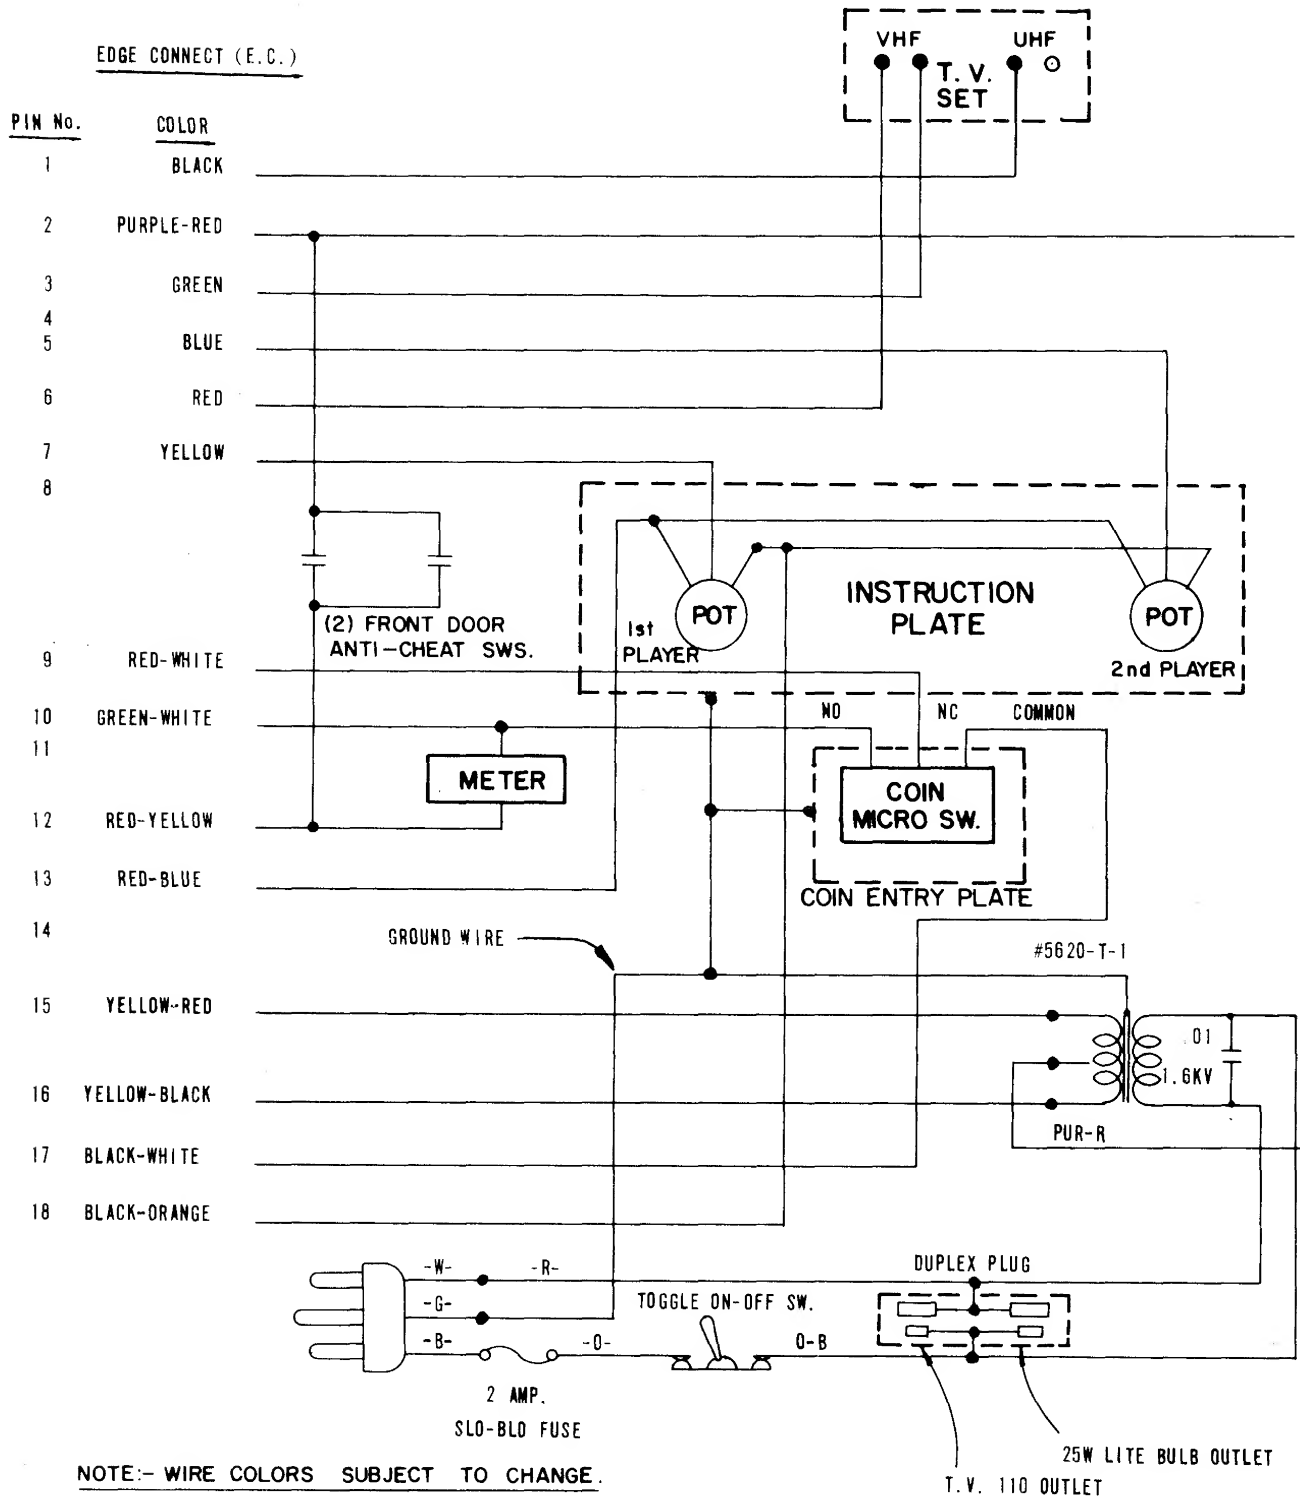 EDGE CONNECT (E.C.)
VHF
UHF
T. V.
SET
PIN No.
COLOR
1 BLACK
2 PURPLE-RED
3 GREEN
4
5 BLUE
6 RED
7 YELLOW
8
POT
1st
PLAYER
INSTRUCTION
PLATE
POT
2nd PLAYER
(2) FRONT DOOR
ANTI-CHEAT SWS.
9 RED-WHITE
10 GREEN-WHITE
NO
NC
COMMON
11
METER
COIN
MICRO SW.
12 RED-YELLOW
13 RED-BLUE
COIN ENTRY PLATE
14
GROUND WIRE
#5620-T-1
15 YELLOW-RED
.01
1.6KV
16 YELLOW-BLACK
PUR-R
17 BLACK-WHITE
18 BLACK-ORANGE
-W-
-R-
DUPLEX PLUG
-G-
TOGGLE ON-OFF SW.
-B-
-O-
O-B
2 AMP.
SLO-BLO FUSE
25W LITE BULB OUTLET
T.V. 110 OUTLET
NOTE:- WIRE COLORS SUBJECT TO CHANGE.